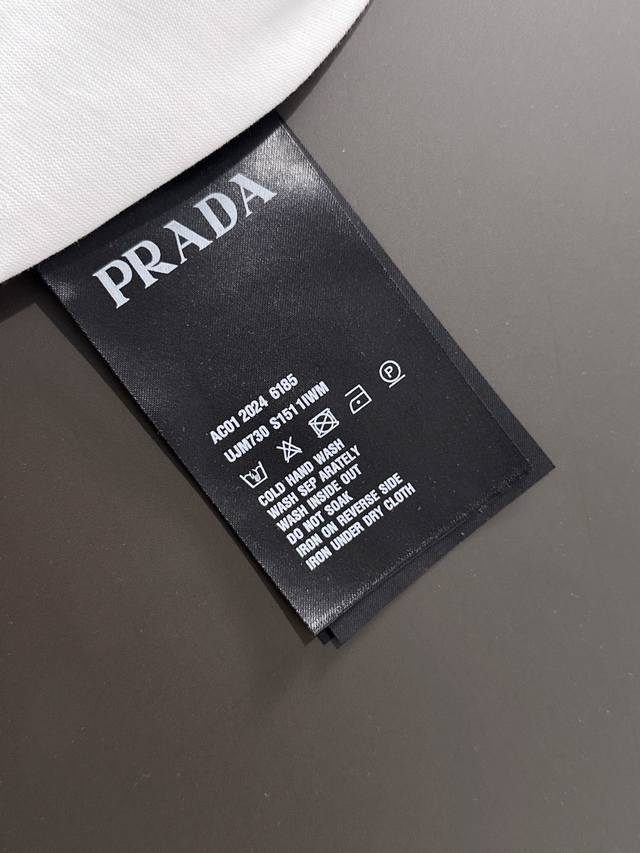 PRADA
AC01 2024 6185
UJM730 S151 1IWM
P
COLD HAND WASH
WASH SEP ARATELY
WASH INSIDE OUT
DO NOT SOAK
IRON ON REVERSE SIDE
IRON UNDER DRY CLOTH